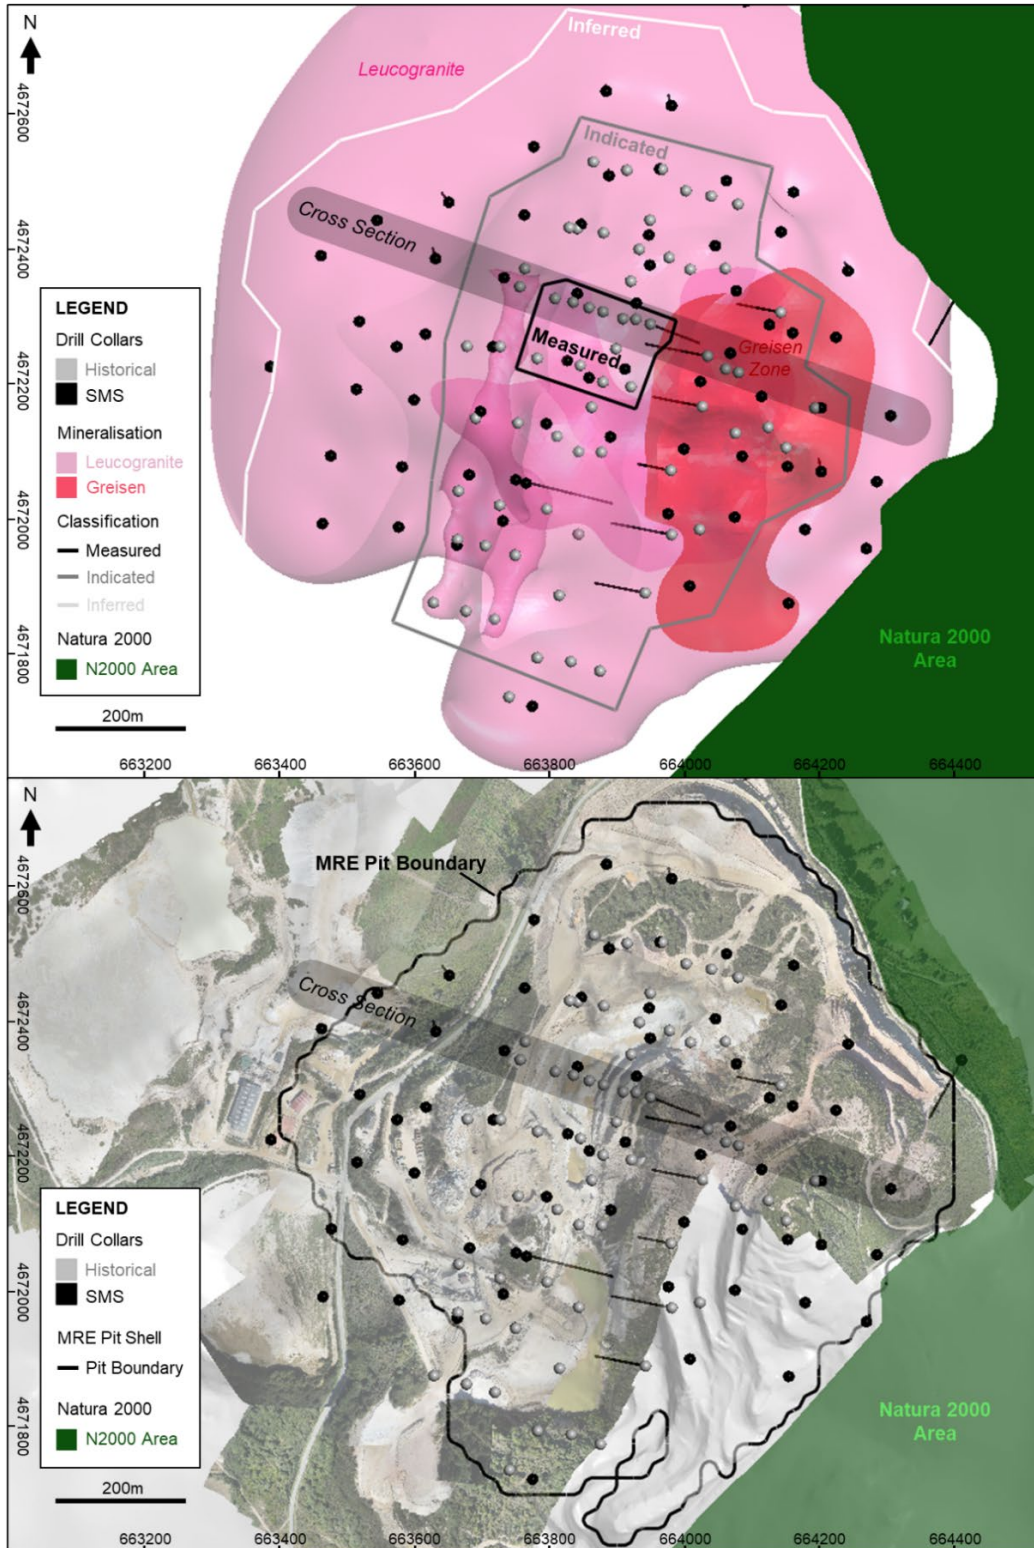 N
Inferred
Leucogranite
4672600
Indicated
Cross Section
4672400
LEGEND
Drill Collars
Historical
SMS
Mineralisation
Leucogranite
Greisen
Classification
Measured
Indicated
Inferred
Natura 2000
N2000 Area
200m
Measured
Greisen
Zone
4672200
4672000
4671800
Natura 2000
Area
663200
663400
663600
663800
664000
664200
664400
N
MRE Pit Boundary
4672600
Cross Section
4672400
4672200
LEGEND
Drill Collars
Historical
SMS
MRE Pit Shell
Pit Boundary
Natura 2000
N2000 Area
200m
4672000
4671800
Natura 2000
Area
663200
663400
663600
663800
664000
664200
664400